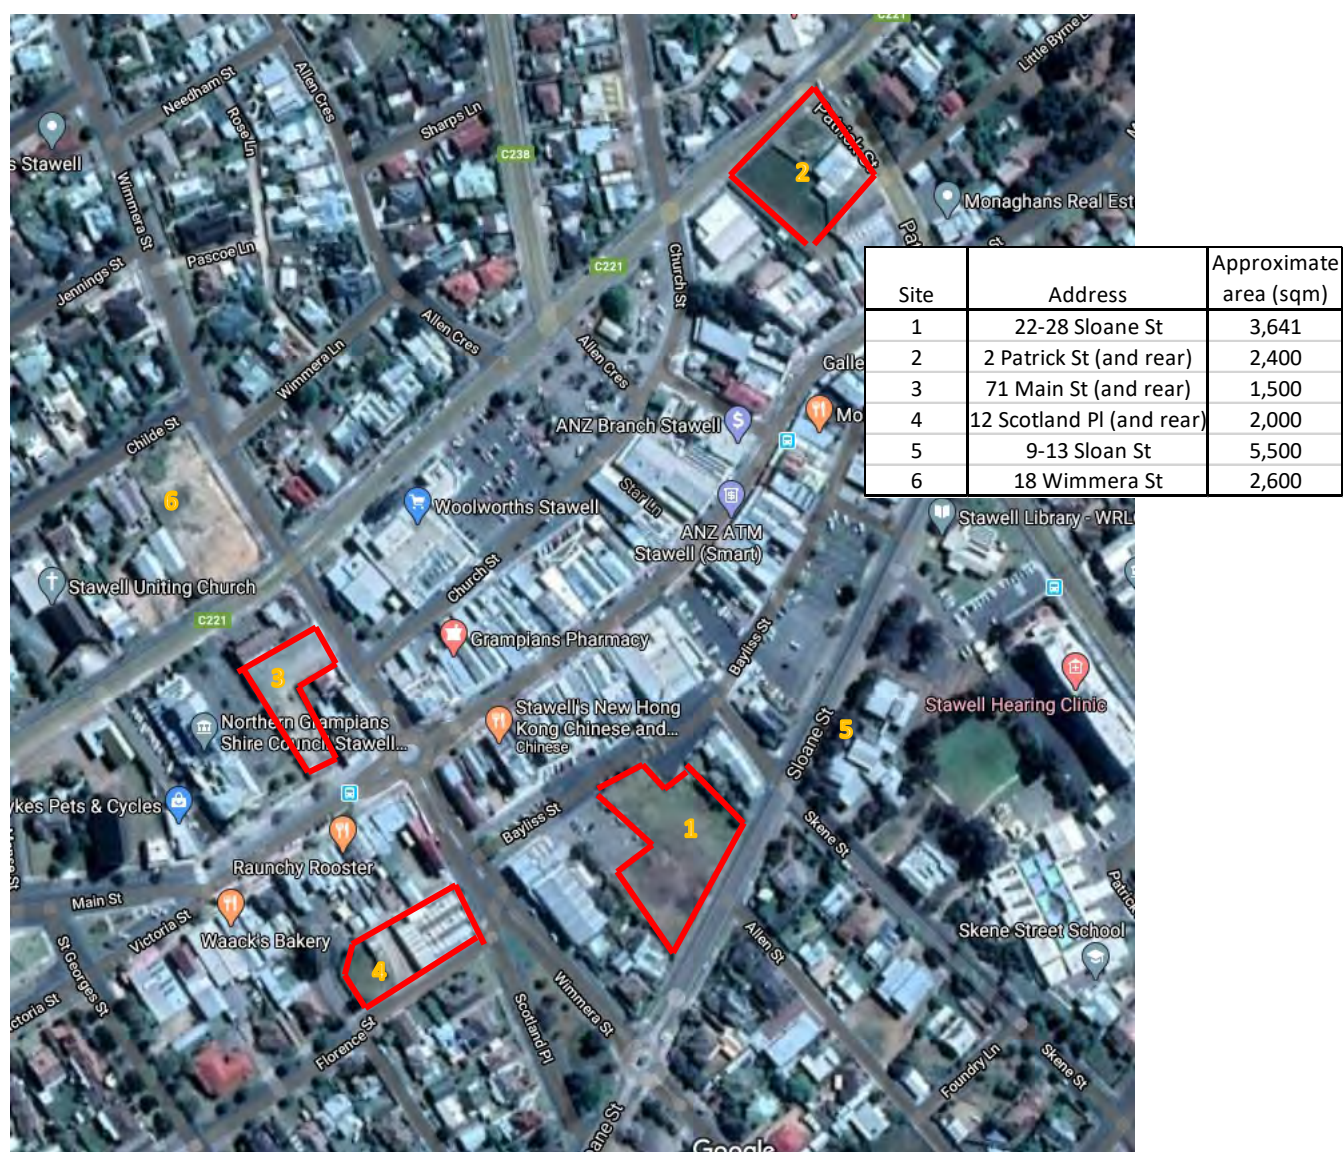 C221
Little Byrne
Needham St
Allen Cres
Rose Ln
Sharps Ln
C238
Patrick St
s Stawell
2
Wimmera St
Monaghans Real Est
Pascoe Ln
Jennings St
Church St
C221
Site Address Approximate area (sqm)
1 22-28 Sloane St 3,641
2 2 Patrick St (and rear) 2,400
3 71 Main St (and rear) 1,500
4 12 Scotland Pl (and rear) 2,000
5 9-13 Sloan St 5,500
6 18 Wimmera St 2,600
Allen Cres
Wimmera Ln
Allen Cres
Galle
Mo
ANZ Branch Stawell
Childe St
6
Star Ln
Woolworths Stawell
ANZ ATM
Stawell (Smart)
Stawell Library - WRL
Church St
Stawell Uniting Church
C221
Grampians Pharmacy
Bayliss St
3
Stawell Hearing Clinic
Northern Grampians
Shire Council Stawell...
Stawell's New Hong
Kong Chinese and...
Chinese
Sloane St
5
ykes Pets & Cycles
Bayliss St
1
Skene St
Raunchy Rooster
Main St
Victoria St
Waack's Bakery
Patrick
Allen St
Skene Street School
St Georges St
4
Wimmera St
Scotland Pl
ctoria St
Florence St
Foundry Ln
Skene St
ane St
Google